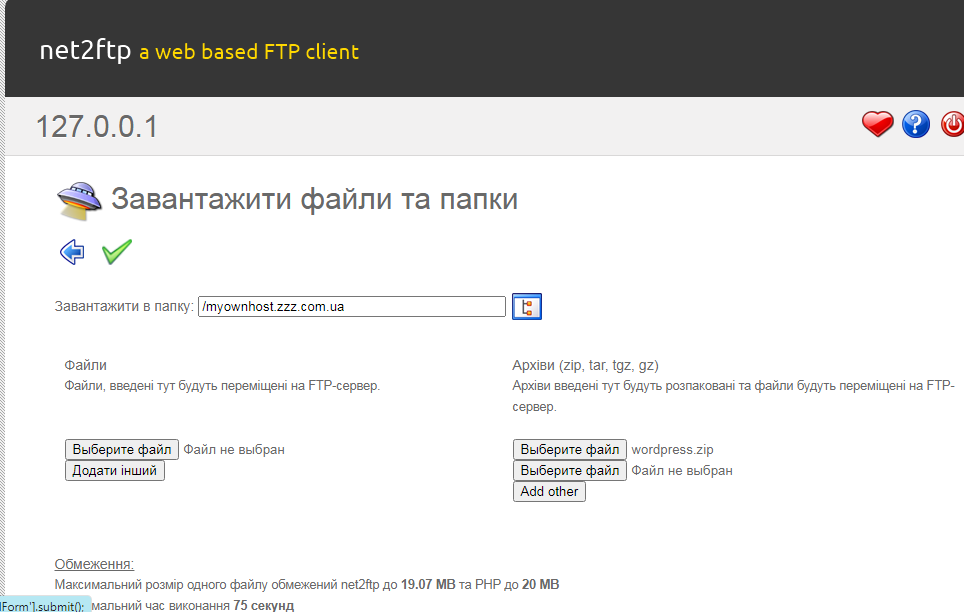 net2ftp a web based FTP client
127.0.0.1
Завантажити файли та папки
Завантажити в папку: /myownhost.zzz.com.ua
Файли
Файли, введені тут будуть переміщені на FTP-сервер.
Выберите файл Файл не выбран
Додати інший
Архіви (zip, tar, tgz, gz)
Архіви введені тут будуть розпаковані та файли будуть переміщені на FTP-
сервер.
Выберите файл wordpress.zip
Выберите файл Файл не выбран
Add other
Обмеження:
Максимальний розмір одного файлу обмежений net2ftp до 19.07 MB та PHP до 20 MB
мальний час виконання 75 секунд
lForm'].submit();